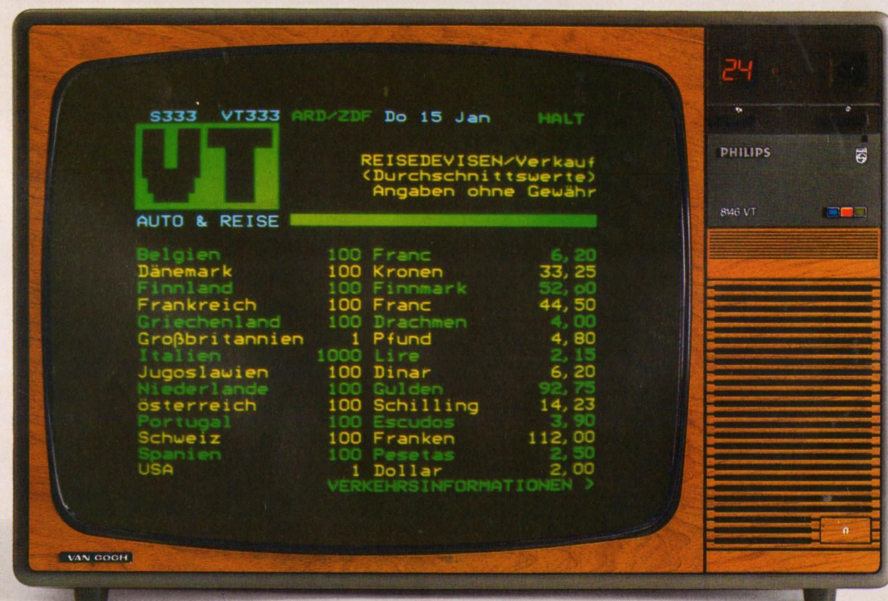 24
S333 VT333 ARD/ZDF Do 15 Jan HALT
VT
REISEDEVISEN/Verkauf
(Durchschnittswerte)
Angaben ohne Gewähr
AUTO & REISE
Belgien 100 Franc 6,20
Dänemark 100 Kronen 33,25
Finnland 100 Finnmark 52,p0
Frankreich 100 Franc 44,50
Griechenland 100 Drachmen 4,00
Großbritannien 1 Pfund 4,80
Italien 1000 Lire 2,15
Jugoslawien 100 Dinar 6,20
Niederlande 100 Gulden 92,75
österreich 100 Schilling 14,23
Portugal 100 Escudos 3,90
Schweiz 100 Franken 112,00
Spanien 100 Pesetas 2,50
USA 1 Dollar 2,00
VERKEHRSINFORMATIONEN >
PHILIPS
8146 VT
VAN GOGH